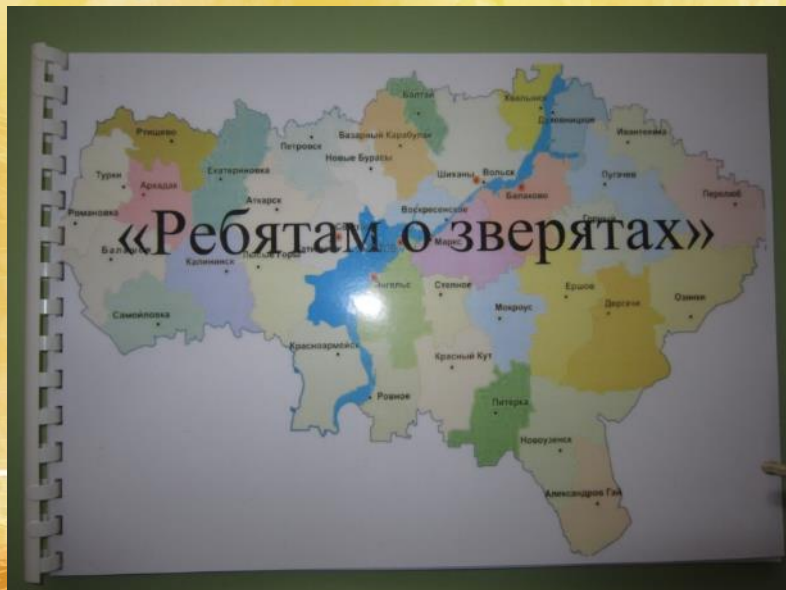 Балтай
Хвалынск
Духовницкое
Ртищево
Петровск
Базарный Карабулак
Ивантеевка
Новые Бурасы
Турки
Екатериновка
Шиханы
Вольск
Пугачев
Аркадак
Балаково
Перелюб
Аткарск
Воскресенское
Романовка
«Ребятам о зверятах»
Маркс
Калининск
Лысые Горы
Степное
Ершов
Мокроус
Дергачи
Озинки
Самойловка
Красноармейск
Красный Кут
Ровное
Питерка
Новоузенск
Александров Гай